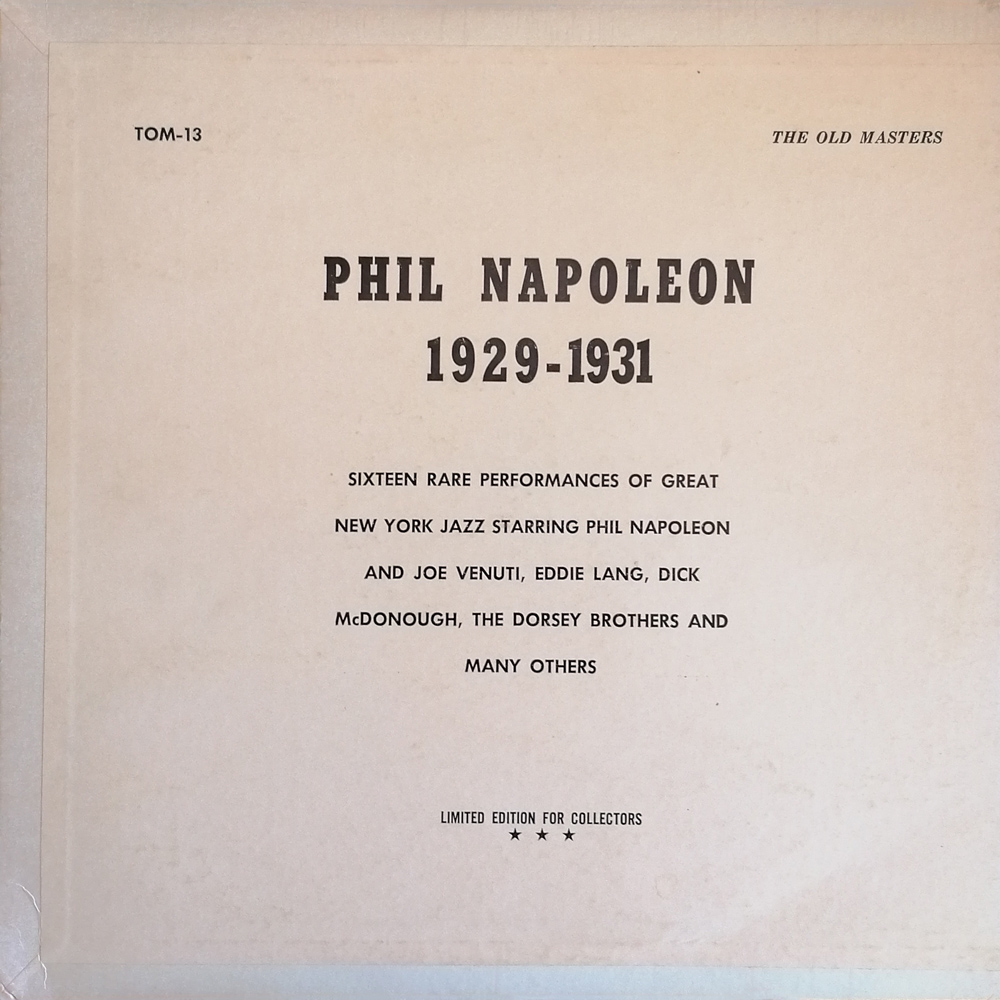 TOM-13
THE OLD MASTERS
PHIL NAPOLEON
1929-1931
SIXTEEN RARE PERFORMANCES OF GREAT
NEW YORK JAZZ STARRING PHIL NAPOLEON
AND JOE VENUTI, EDDIE LANG, DICK
McDONOUGH, THE DORSEY BROTHERS AND
MANY OTHERS
LIMITED EDITION FOR COLLECTORS
★ ★ ★